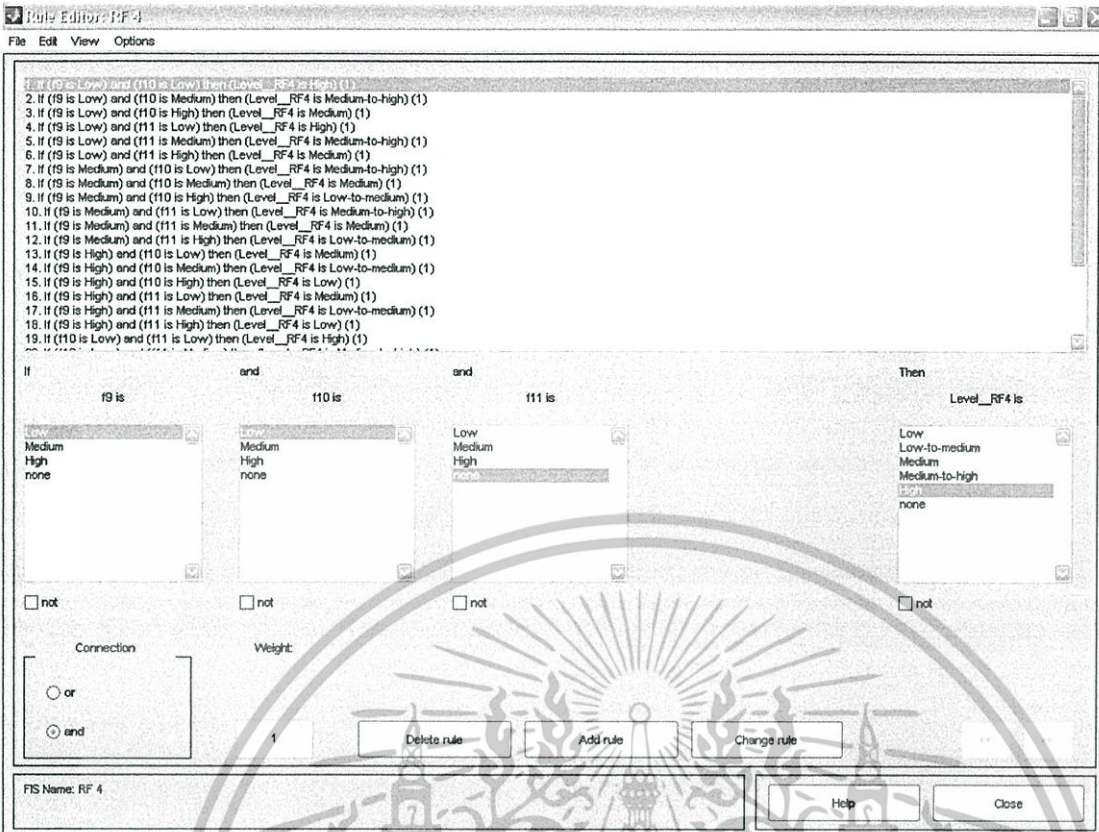 Rule Editor: RF 4
File Edit View Options
1. If (f9 is Low) and (f10 is Low) then (Level__RF4 is High) (1)
2. If (f9 is Low) and (f10 is Medium) then (Level__RF4 is Medium-to-high) (1)
3. If (f9 is Low) and (f10 is High) then (Level__RF4 is Medium) (1)
4. If (f9 is Low) and (f11 is Low) then (Level__RF4 is High) (1)
5. If (f9 is Low) and (f11 is Medium) then (Level__RF4 is Medium-to-high) (1)
6. If (f9 is Low) and (f11 is High) then (Level__RF4 is Medium) (1)
7. If (f9 is Medium) and (f10 is Low) then (Level__RF4 is Medium-to-high) (1)
8. If (f9 is Medium) and (f10 is Medium) then (Level__RF4 is Medium) (1)
9. If (f9 is Medium) and (f10 is High) then (Level__RF4 is Low-to-medium) (1)
10. If (f9 is Medium) and (f11 is Low) then (Level__RF4 is Medium-to-high) (1)
11. If (f9 is Medium) and (f11 is Medium) then (Level__RF4 is Medium) (1)
12. If (f9 is Medium) and (f11 is High) then (Level__RF4 is Low-to-medium) (1)
13. If (f9 is High) and (f10 is Low) then (Level__RF4 is Medium) (1)
14. If (f9 is High) and (f10 is Medium) then (Level__RF4 is Low-to-medium) (1)
15. If (f9 is High) and (f10 is High) then (Level__RF4 is Low) (1)
16. If (f9 is High) and (f11 is Low) then (Level__RF4 is Medium) (1)
17. If (f9 is High) and (f11 is Medium) then (Level__RF4 is Low-to-medium) (1)
18. If (f9 is High) and (f11 is High) then (Level__RF4 is Low) (1)
19. If (f10 is Low) and (f11 is Low) then (Level__RF4 is High) (1)
If and and Then
f9 is f10 is f11 is Level__RF4 is
Low
Medium
High
none
Low
Medium
High
none
Low
Medium
High
none
Low
Low-to-medium
Medium
Medium-to-high
High
none
not not not not
Connection
or
and
Weight:
1
Delete rule Add rule Change rule
FIS Name: RF 4
Help Close